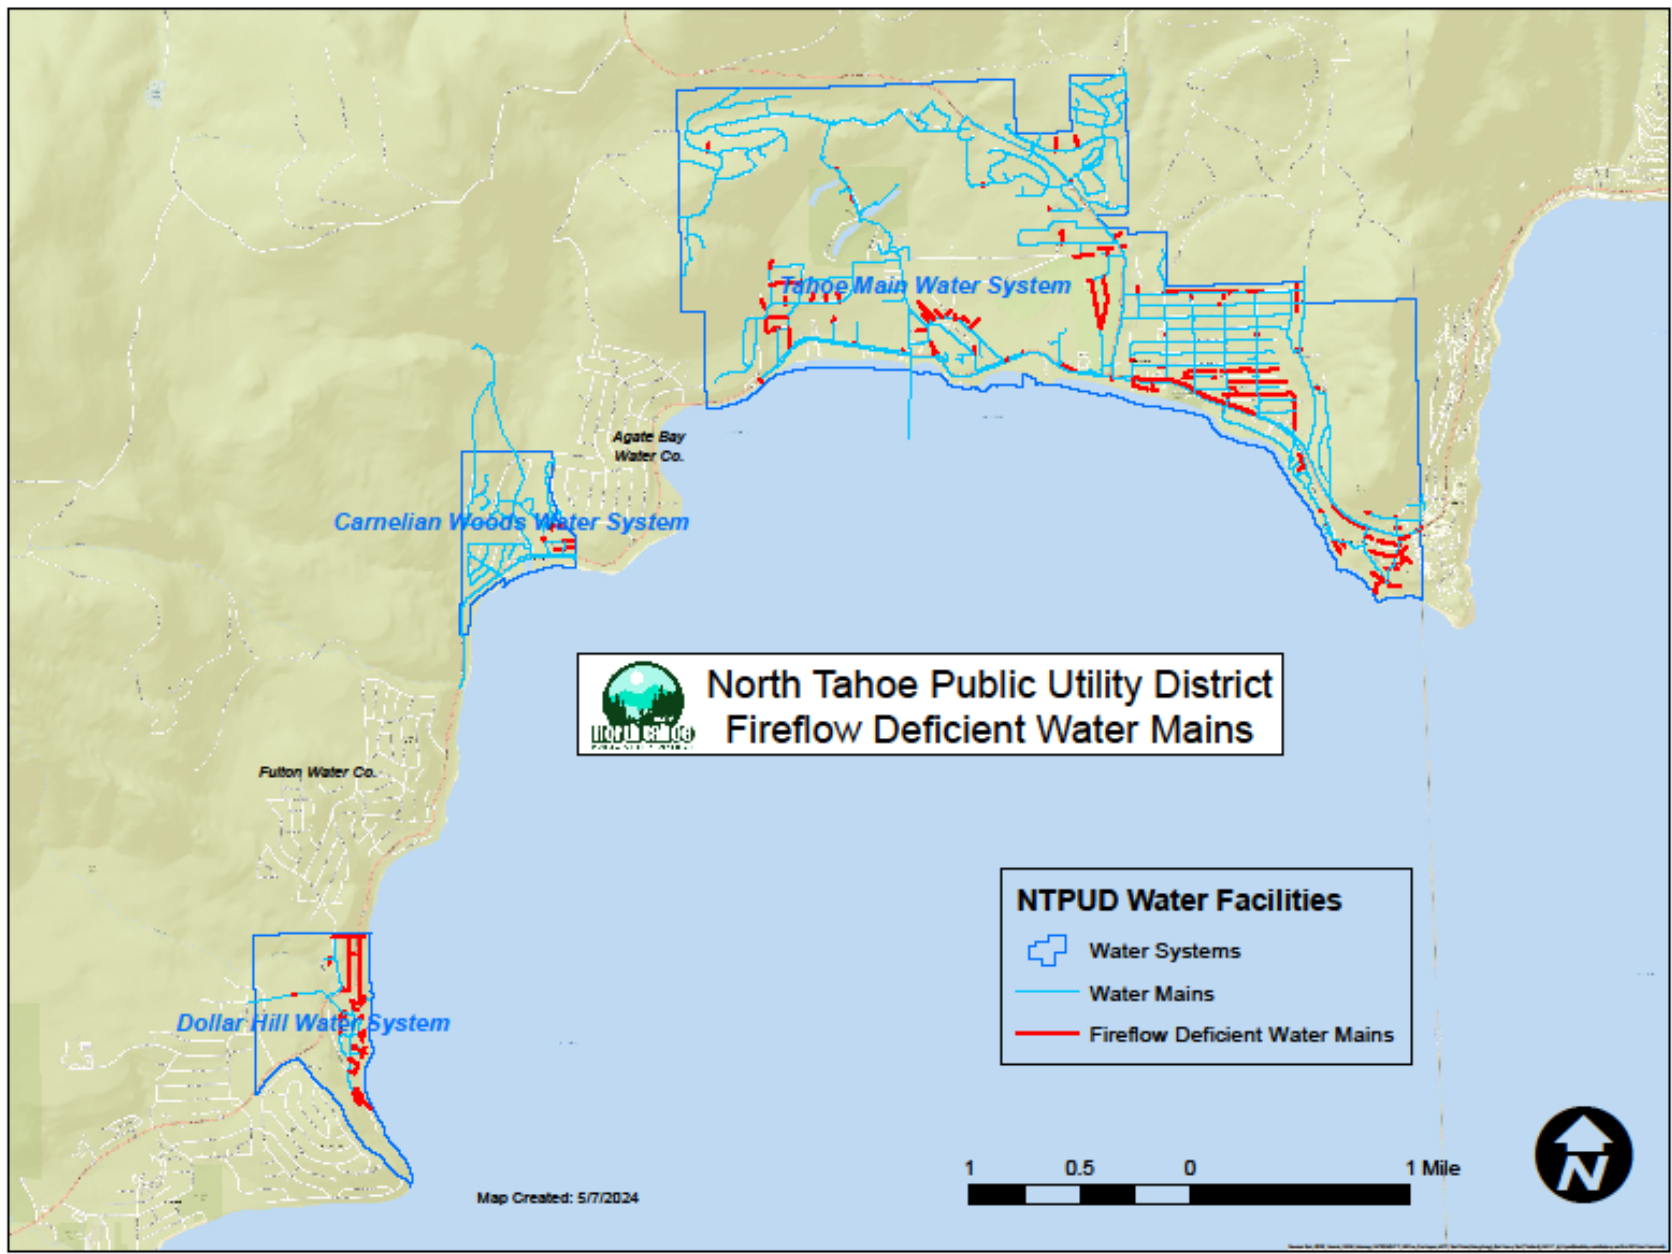 Tahoe Main Water System
Agate Bay
Water Co.
Carnelian Woods Water System
North Tahoe Public Utility District
Fireflow Deficient Water Mains
north tahoe
Fulton Water Co.
NTPUD Water Facilities
Water Systems
Water Mains
Fireflow Deficient Water Mains
Dollar Hill Water System
1 0.5 0 1 Mile
N
Map Created: 5/7/2024